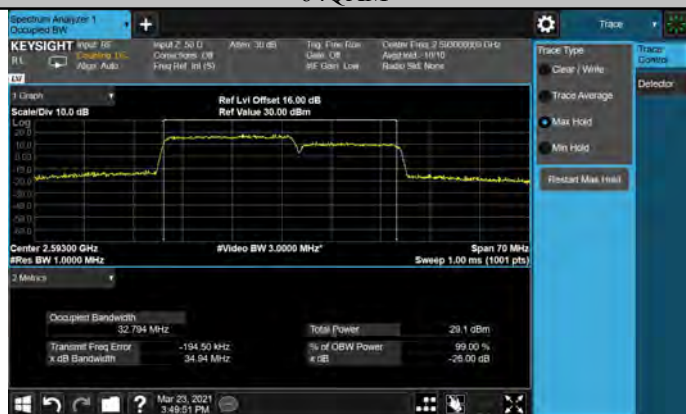 64QAM
Spectrum Analyzer 1
Occupied BW
Trace
KEYSIGHT Input: RF Input Z: 50 Ω Atten: 30 dB Trig: Free Run Center Freq: 2.593000000 GHz
R L Coupling: DC Corrections: Off Gate: Off Avg|Hold: 10/10
Align: Auto Freq Ref: Int (S) #IF Gain: Low Radio Std: None
1 Graph
Scale/Div 10.0 dB
Ref Lvl Offset 16.00 dB
Ref Value 30.00 dBm
Log
20.0
10.0
0.00
-10.0
-20.0
-30.0
-40.0
-50.0
-60.0
Center 2.59300 GHz #Video BW 3.0000 MHz* Span 70 MHz
#Res BW 1.0000 MHz Sweep 1.00 ms (1001 pts)
2 Metrics
Occupied Bandwidth
32.794 MHz
Total Power 29.1 dBm
Transmit Freq Error -194.50 kHz
% of OBW Power 99.00 %
x dB Bandwidth 34.94 MHz
x dB -26.00 dB
Mar 23, 2021
3:49:51 PM
Trace Type
Clear / Write
Trace Average
Max Hold
Min Hold
Restart Max Hold
Trace
Control
Detector